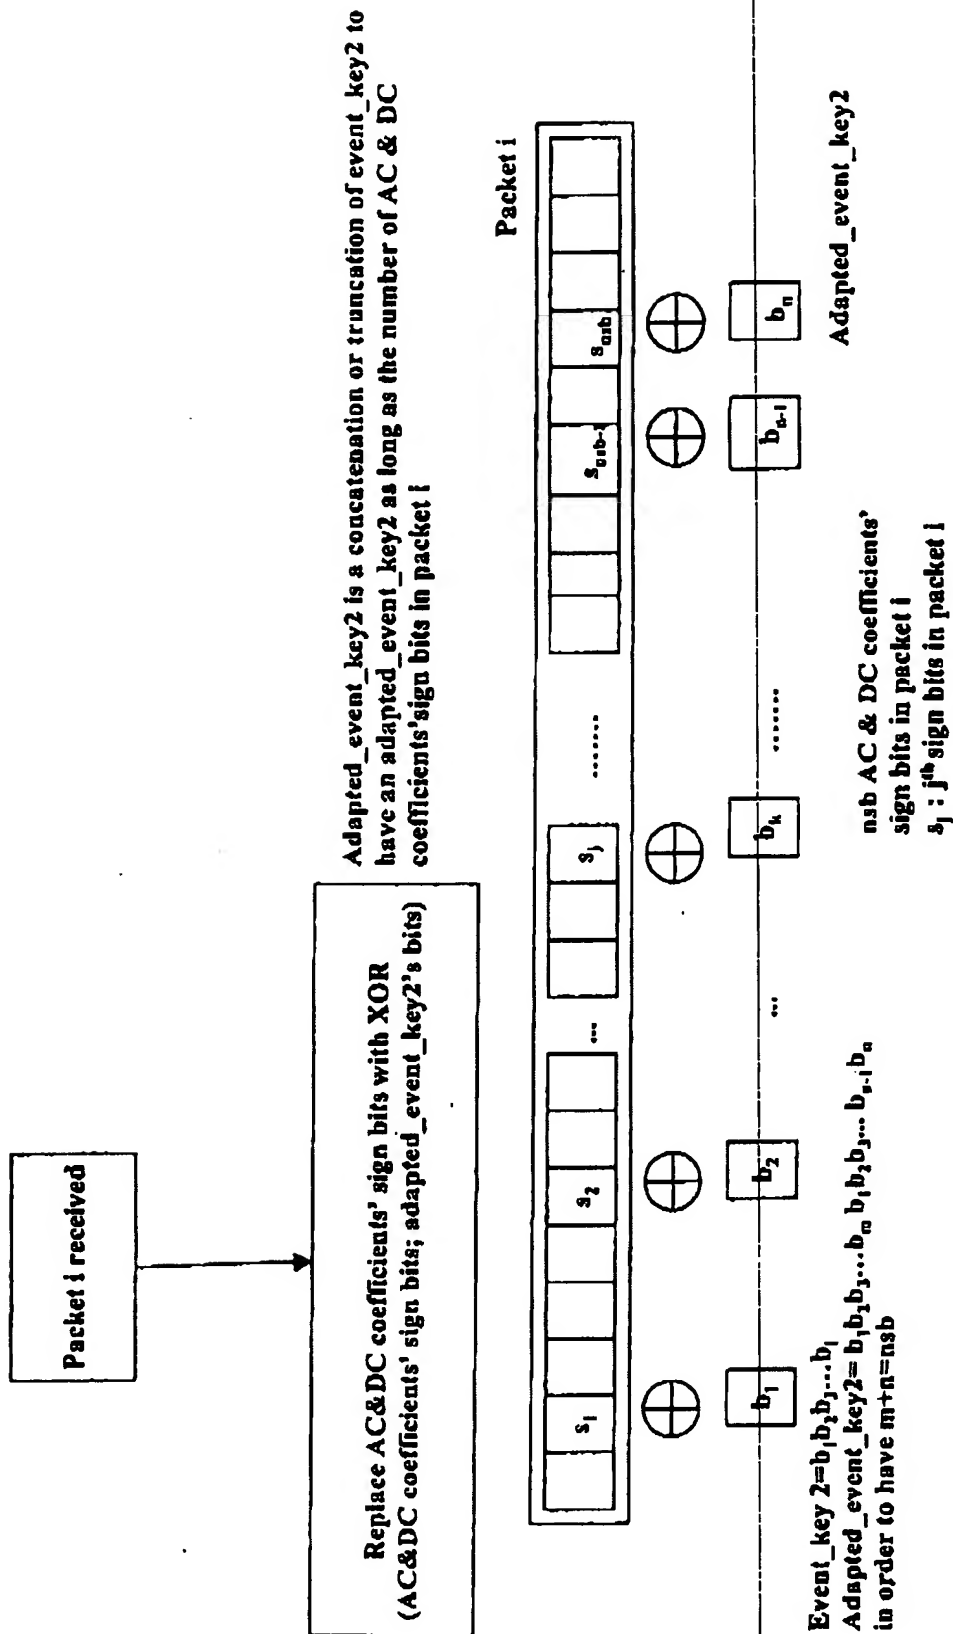 Packet i received
Replace AC&DC coefficients' sign bits with XOR
(AC&DC coefficients' sign bits; adapted_event_key2's bits)
Adapted_event_key2 is a concatenation or truncation of event_key2 to
have an adapted_event_key2 as long as the number of AC & DC
coefficients'sign bits in packet i
Packet i
s₁ s₂ ... sⱼ ....... sₙₛb₋₁ sₙₛb
b₁ b₂ ... bₖ ....... bₙ₋₁ bₙ
Adapted_event_key2
Event_key 2=b₁b₂b₃...bₗ
Adapted_event_key2= b₁b₂b₃...bₘ b₁b₂b₃... bₙ₋₁bₙ
in order to have m+n=nsb
nsb AC & DC coefficients'
sign bits in packet i
sⱼ : jᵗʰ sign bits in packet i